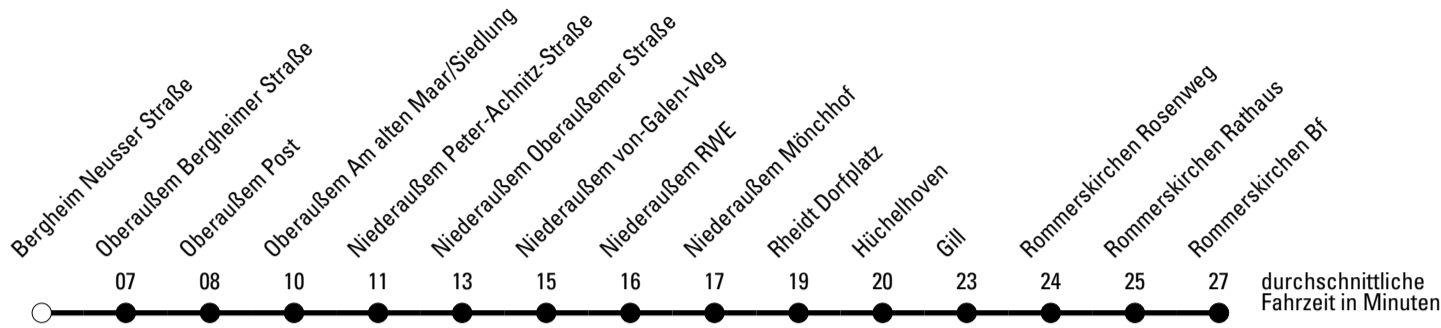 Bergheim Neusser Straße
Oberaußem Bergheimer Straße
Oberaußem Post
Oberaußem Am alten Maar/Siedlung
Niederaußem Peter-Achnitz-Straße
Niederaußem Oberaußemer Straße
Niederaußem von-Galen-Weg
Niederaußem RWE
Niederaußem Mönchhof
Rheidt Dorfplatz
Hüchelhoven
Gill
Rommerskirchen Rosenweg
Rommerskirchen Rathaus
Rommerskirchen Bf
07 08 10 11 13 15 16 17 19 20 23 24 25 27
durchschnittliche
Fahrzeit in Minuten